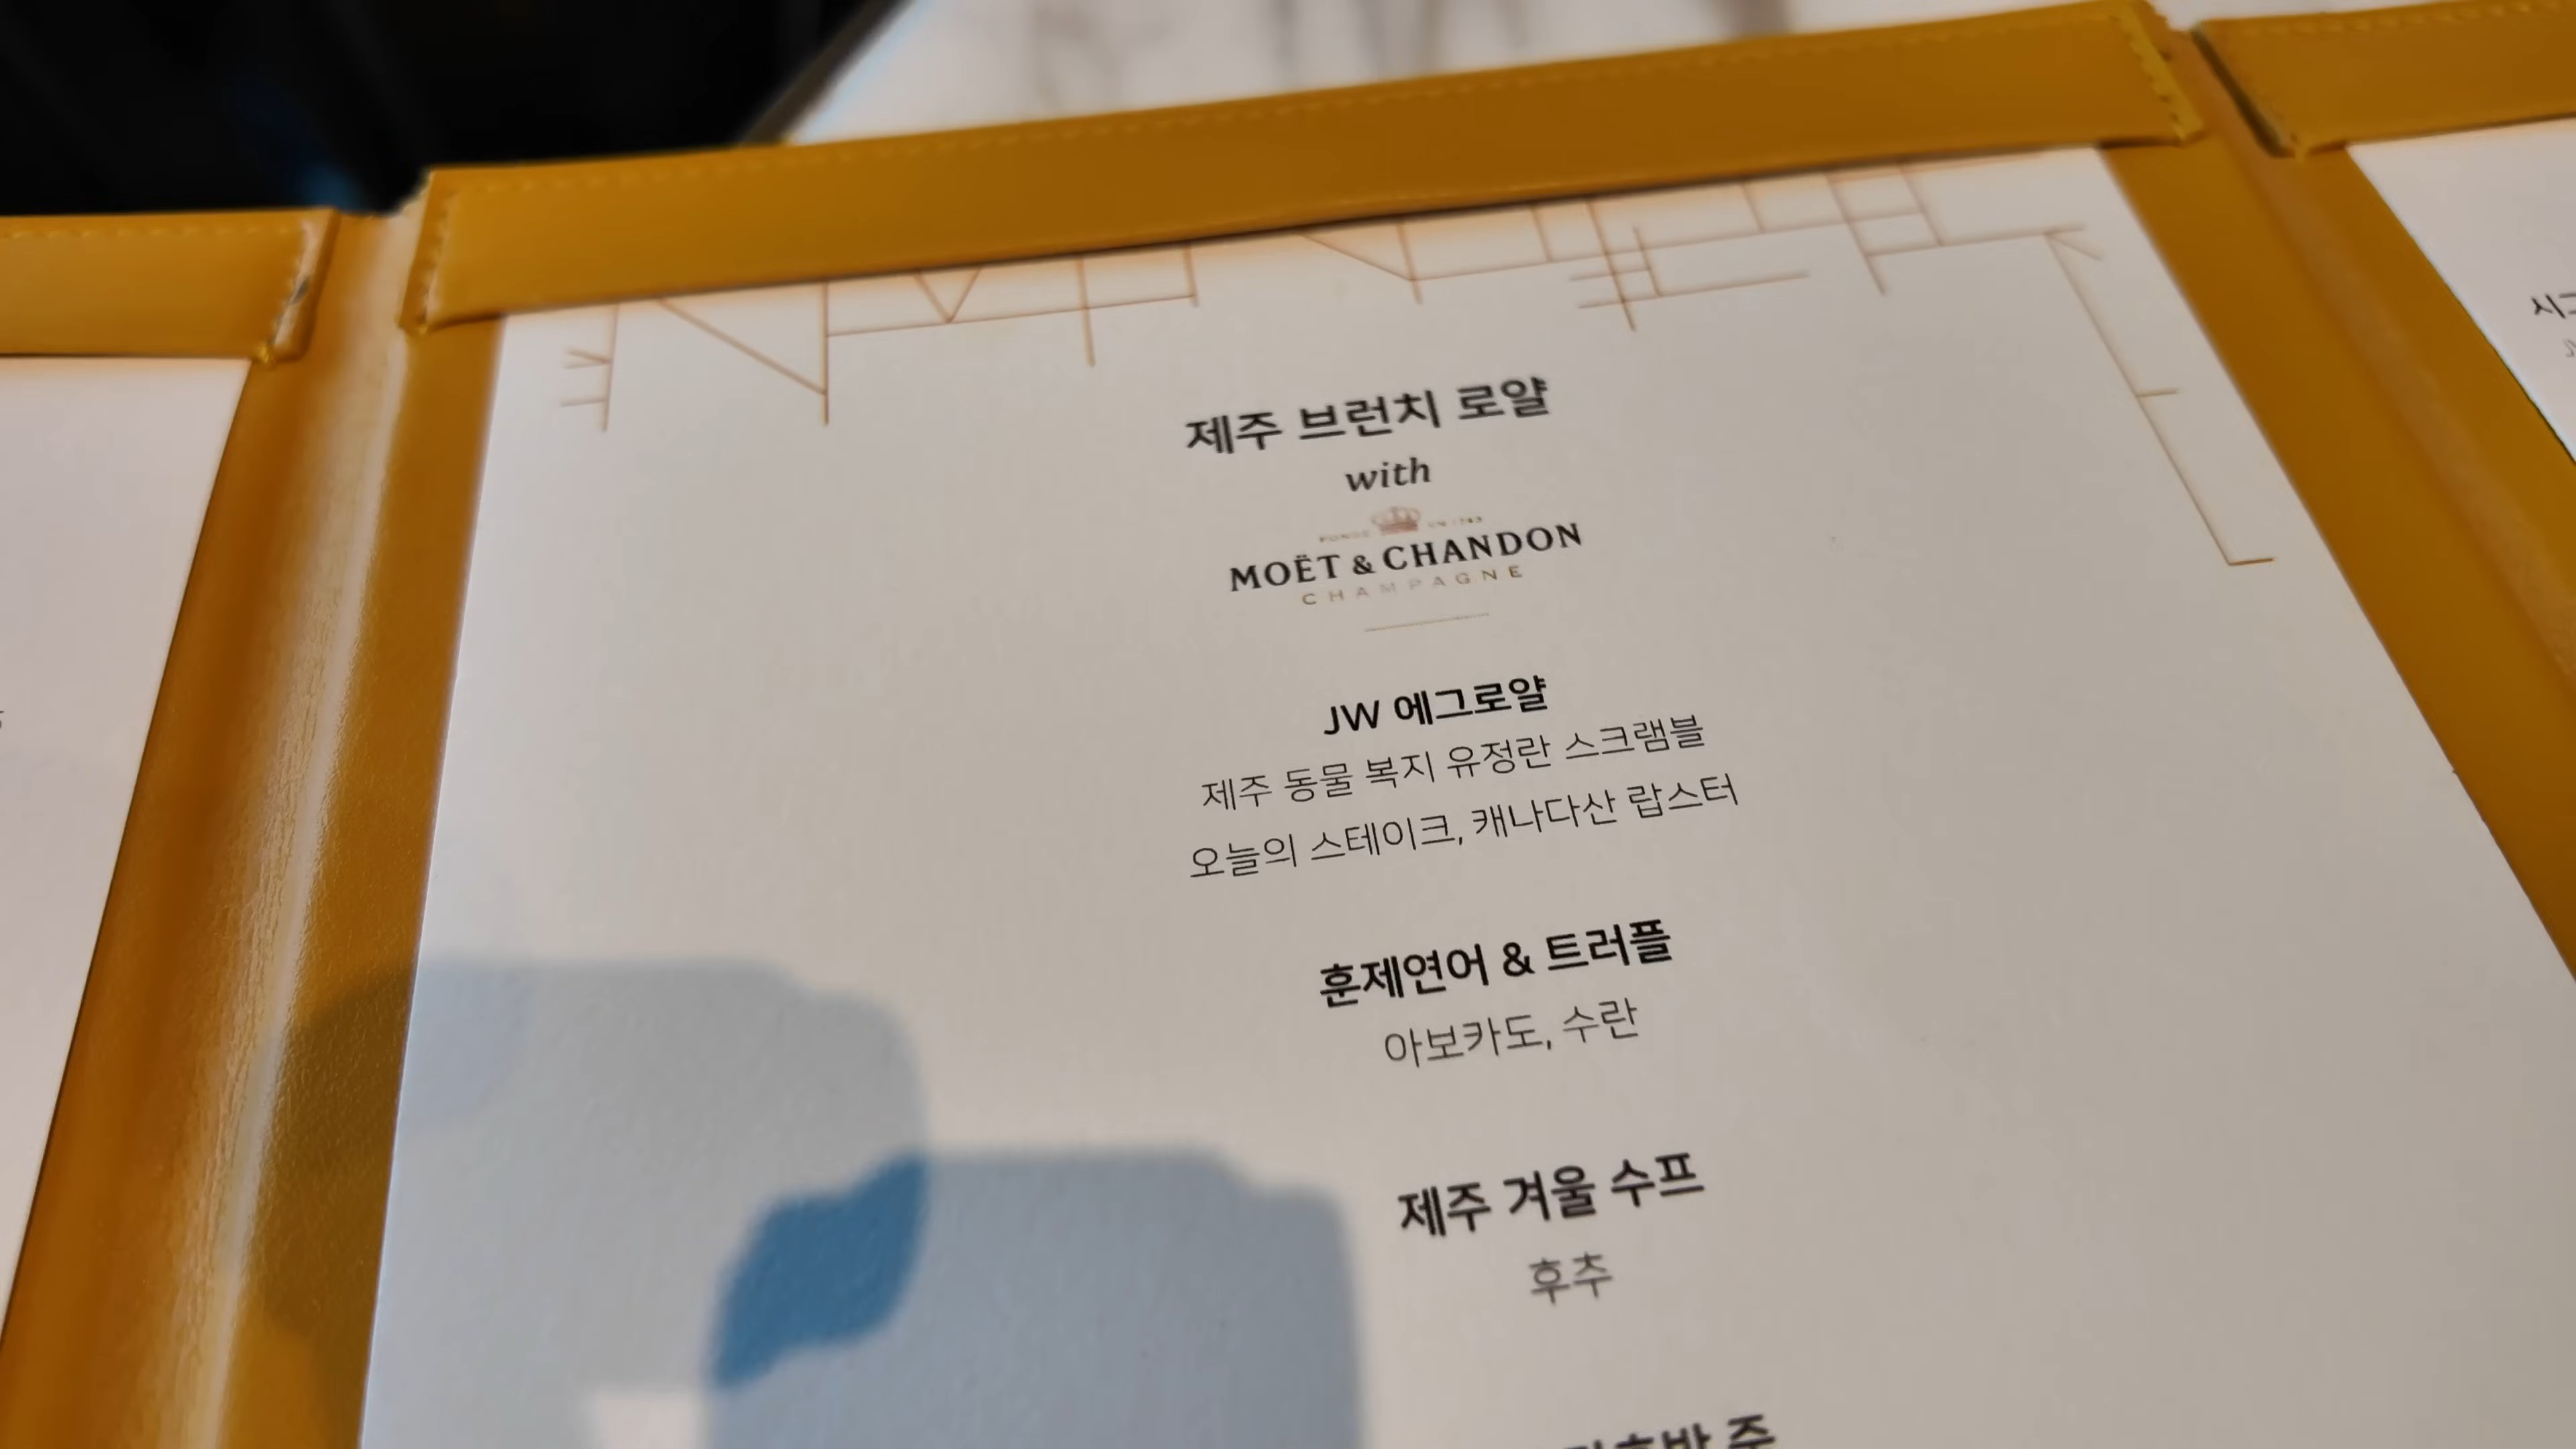 제주 브런치 로얄
with
MOËT & CHANDON
CHAMPAGNE
JW 에그로얄
제주 동물 복지 유정란 스크램블
오늘의 스테이크, 캐나다산 랍스터
훈제연어 & 트러플
아보카도, 수란
제주 겨울 수프
후추